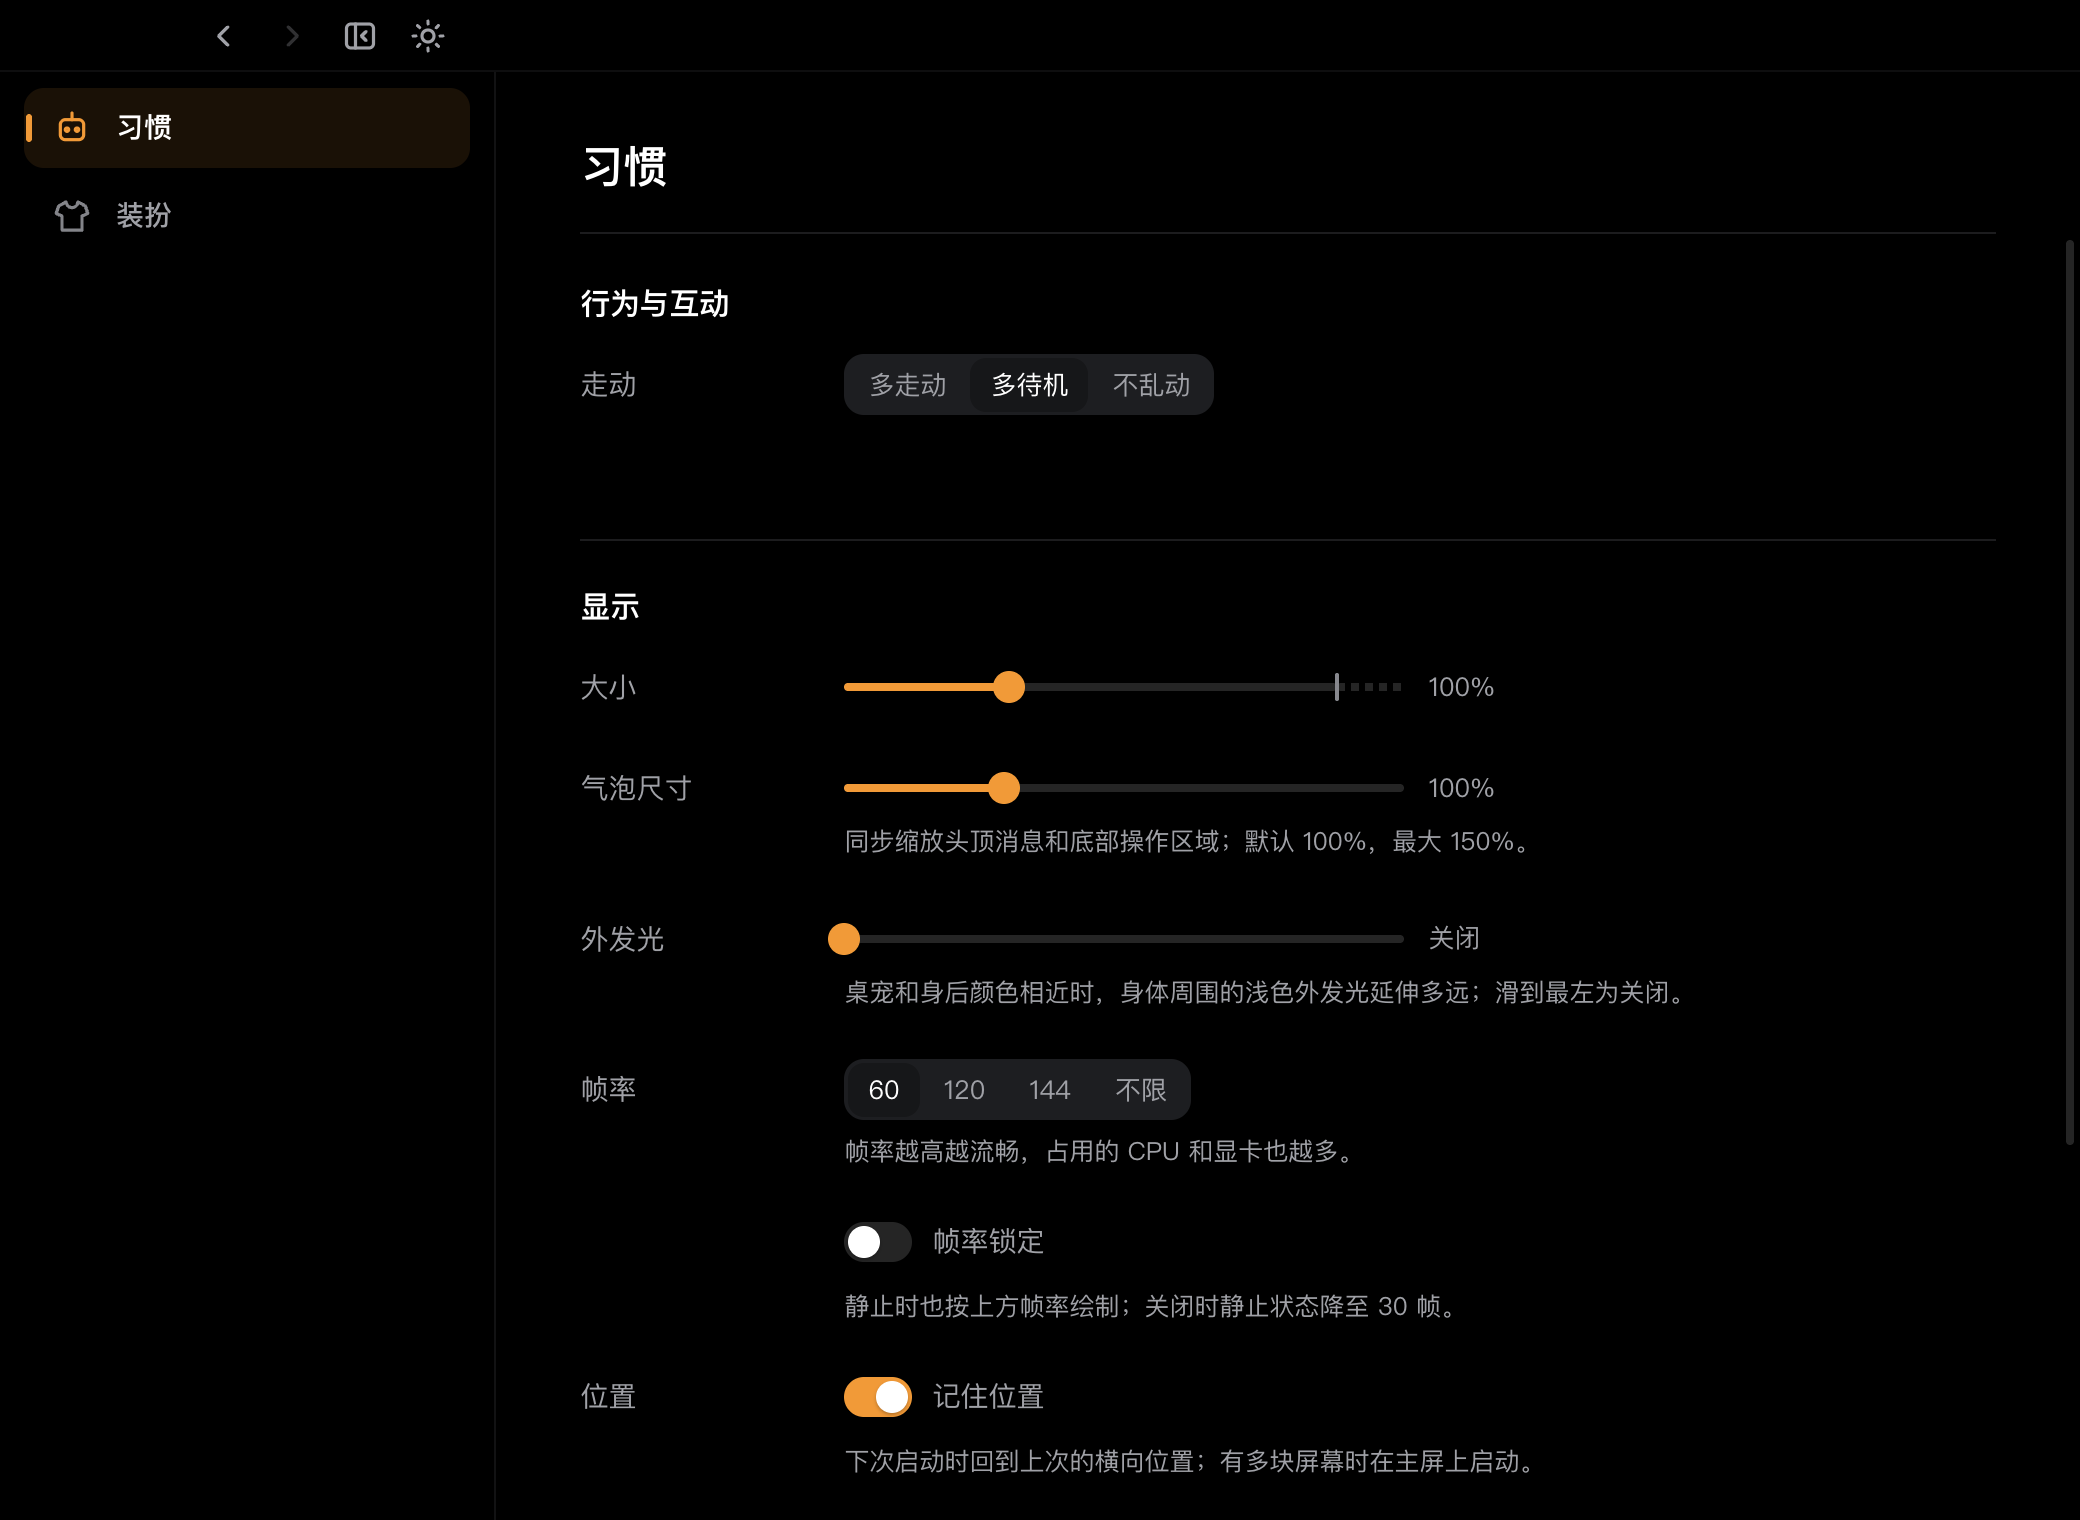 习惯
装扮
习惯
行为与互动
走动 多走动 多待机 不乱动
显示
大小 100%
气泡尺寸 100%
同步缩放头顶消息和底部操作区域；默认 100%，最大 150%。
外发光 关闭
桌宠和身后颜色相近时，身体周围的浅色外发光延伸多远；滑到最左为关闭。
帧率 60 120 144 不限
帧率越高越流畅，占用的 CPU 和显卡也越多。
帧率锁定
静止时也按上方帧率绘制；关闭时静止状态降至 30 帧。
位置 记住位置
下次启动时回到上次的横向位置；有多块屏幕时在主屏上启动。